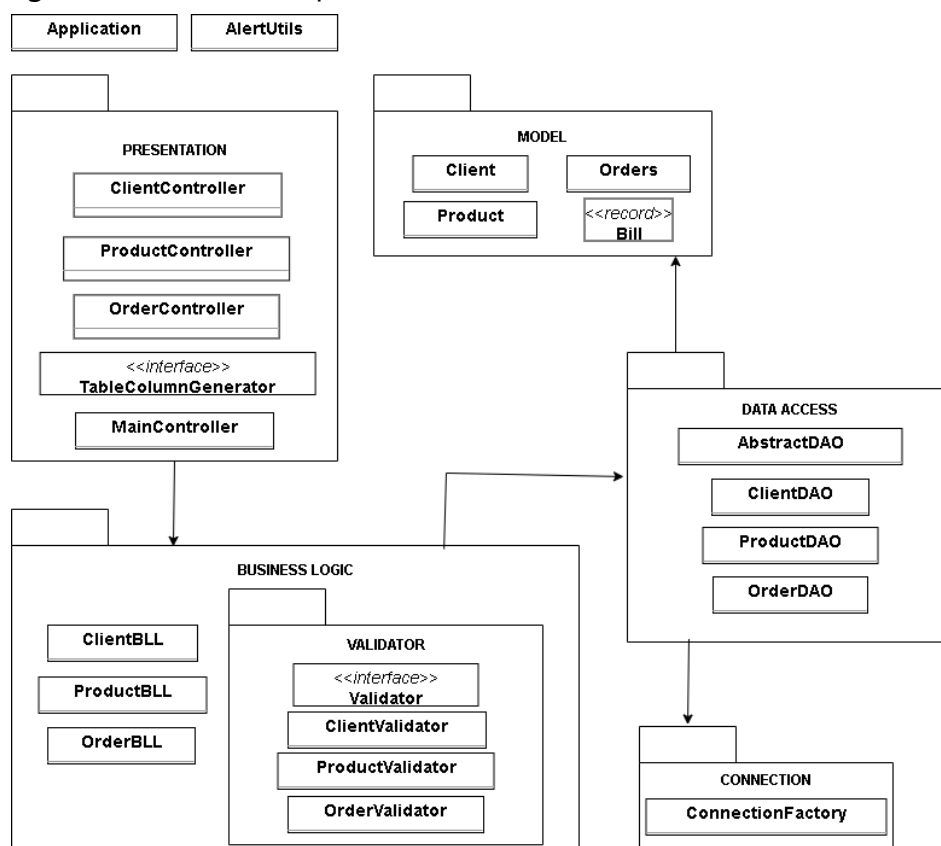 Application
AlertUtils
PRESENTATION
ClientController
ProductController
OrderController
<<interface>>
TableColumnGenerator
MainController
MODEL
Client
Orders
Product
<<record>>
Bill
DATA ACCESS
AbstractDAO
ClientDAO
ProductDAO
OrderDAO
BUSINESS LOGIC
ClientBLL
ProductBLL
OrderBLL
VALIDATOR
<<interface>>
Validator
ClientValidator
ProductValidator
OrderValidator
CONNECTION
ConnectionFactory